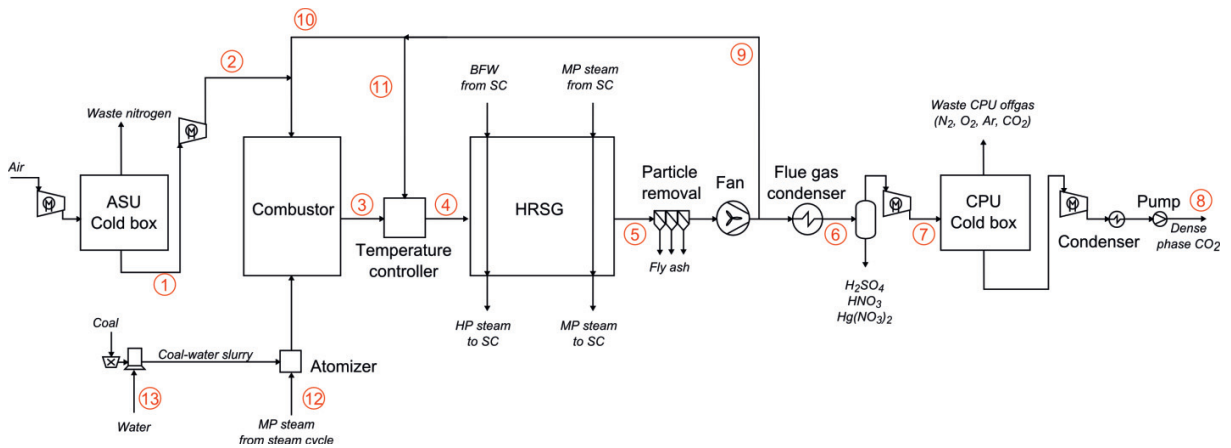 10
2
9
BFW
from SC
MP steam
from SC
11
Waste nitrogen
Waste CPU offgas
(N2, O2, Ar, CO2)
M
Air
M
ASU
Cold box
Combustor
3
4
HRSG
Particle
removal
Fan
Flue gas
condenser
M
CPU
Cold box
M
Pump
8
Dense
phase CO2
Condenser
Temperature
controller
5
6
7
Fly ash
1
H2SO4
HNO3
Hg(NO3)2
HP steam
to SC
MP steam
to SC
Coal
Coal-water slurry
Atomizer
13
12
Water
MP steam
from steam cycle